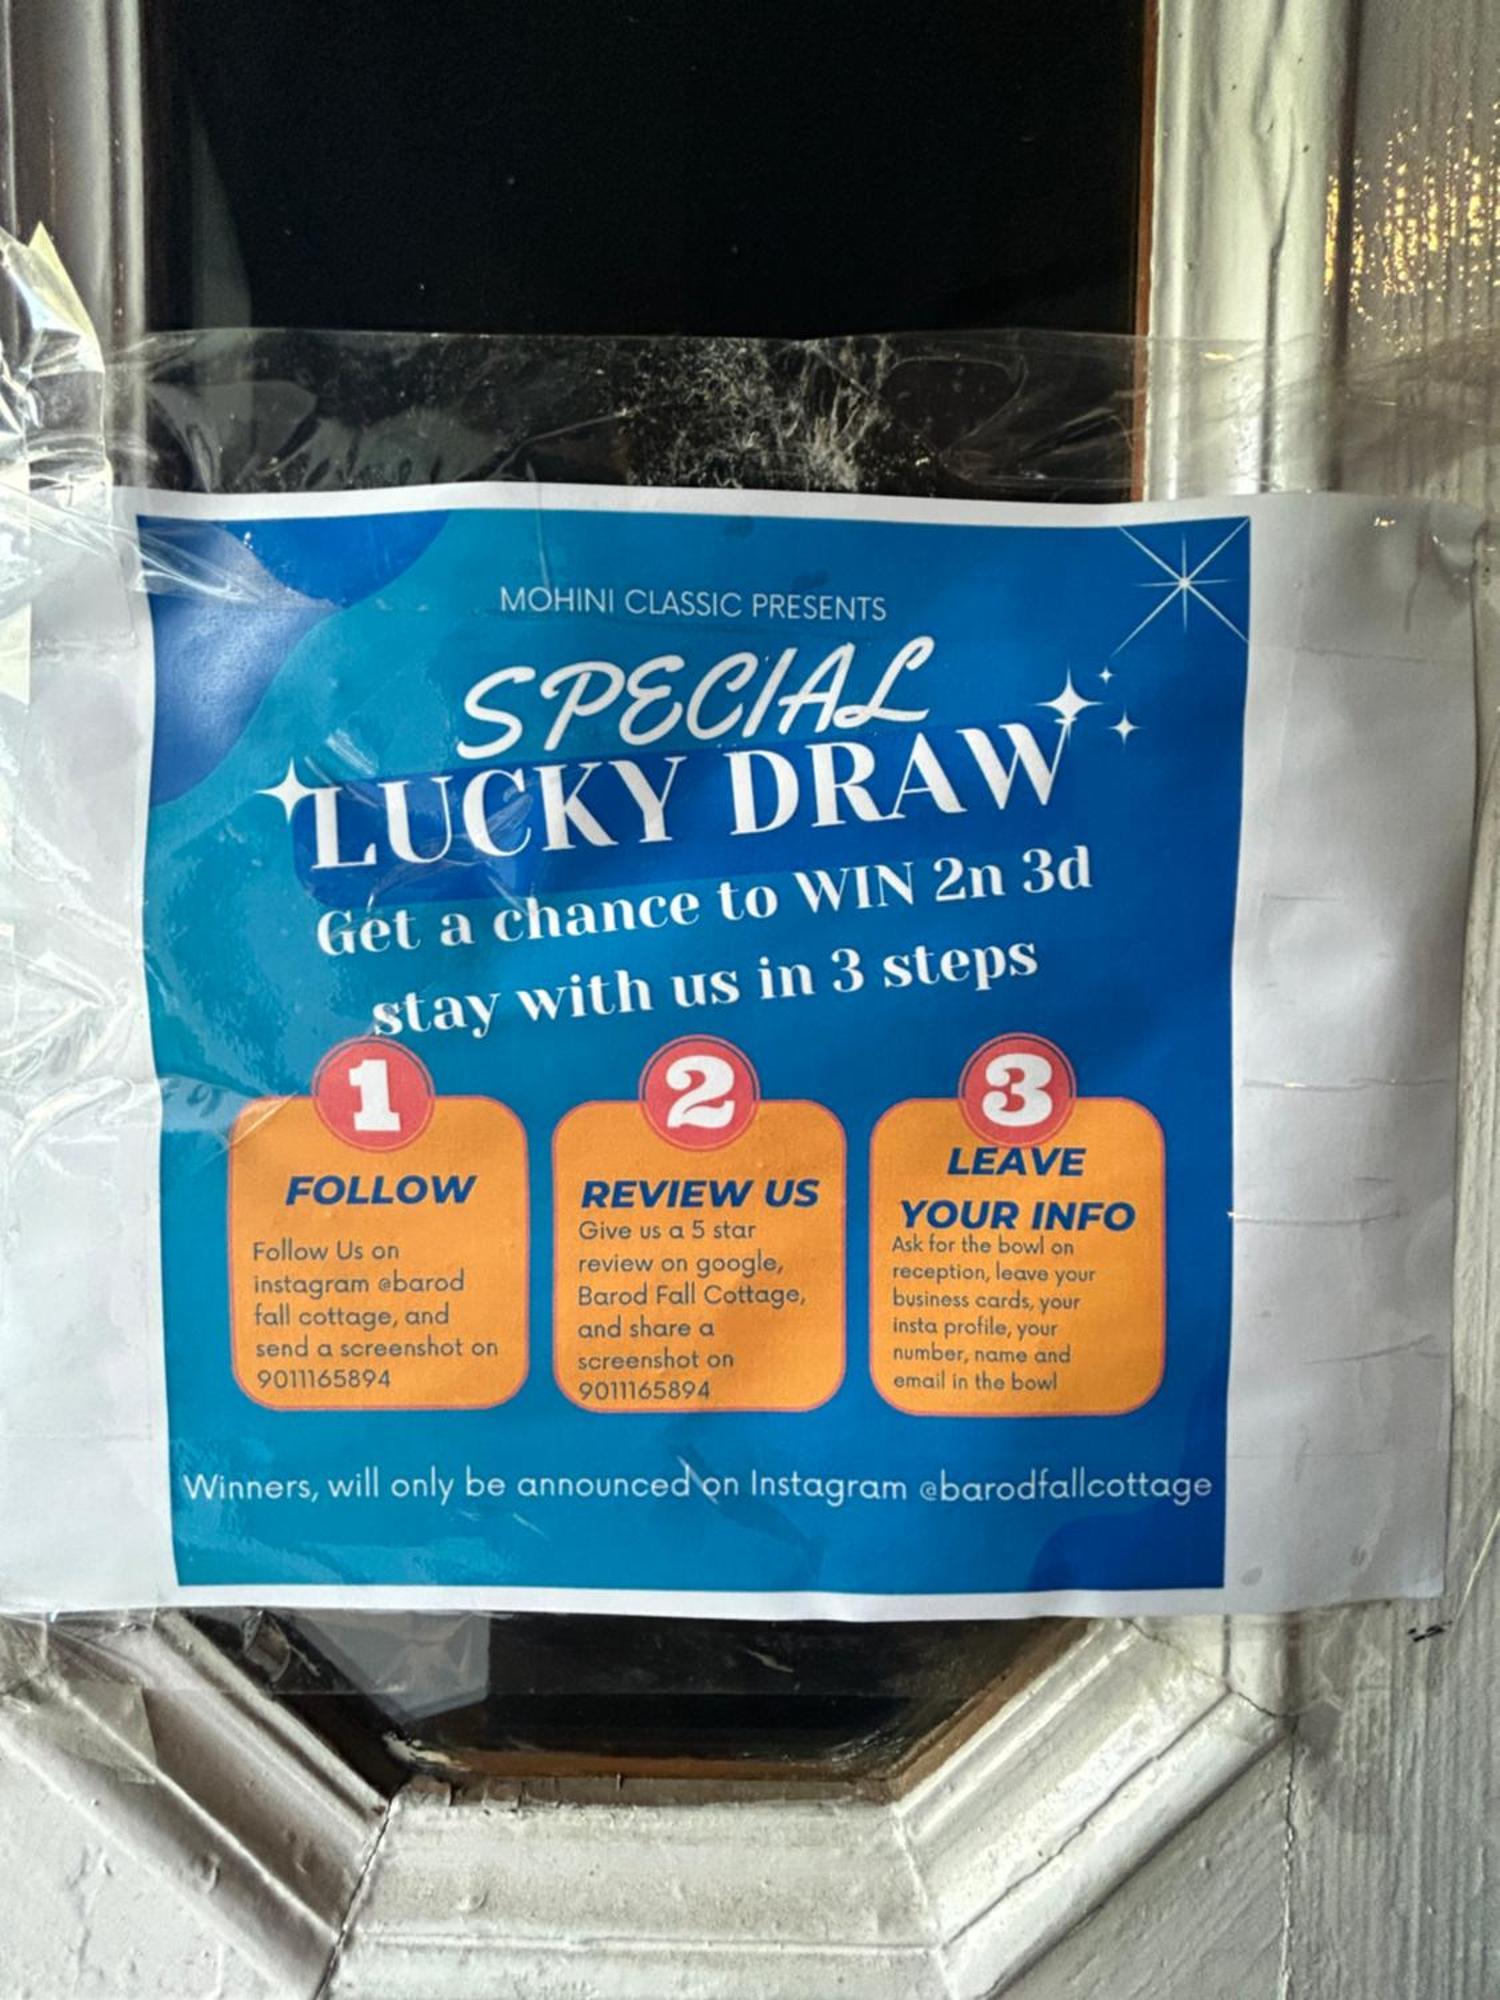 MOHINI CLASSIC PRESENTS
SPECIAL
LUCKY DRAW
Get a chance to WIN 2n 3d
stay with us in 3 steps
1
FOLLOW
Follow Us on
instagram @barod
fall cottage, and
send a screenshot on
9011165894
2
REVIEW US
Give us a 5 star
review on google,
Barod Fall Cottage,
and share a
screenshot on
9011165894
3
LEAVE
YOUR INFO
Ask for the bowl on
reception, leave your
business cards, your
insta profile, your
number, name and
email in the bowl
Winners, will only be announced on Instagram @barodfallcottage